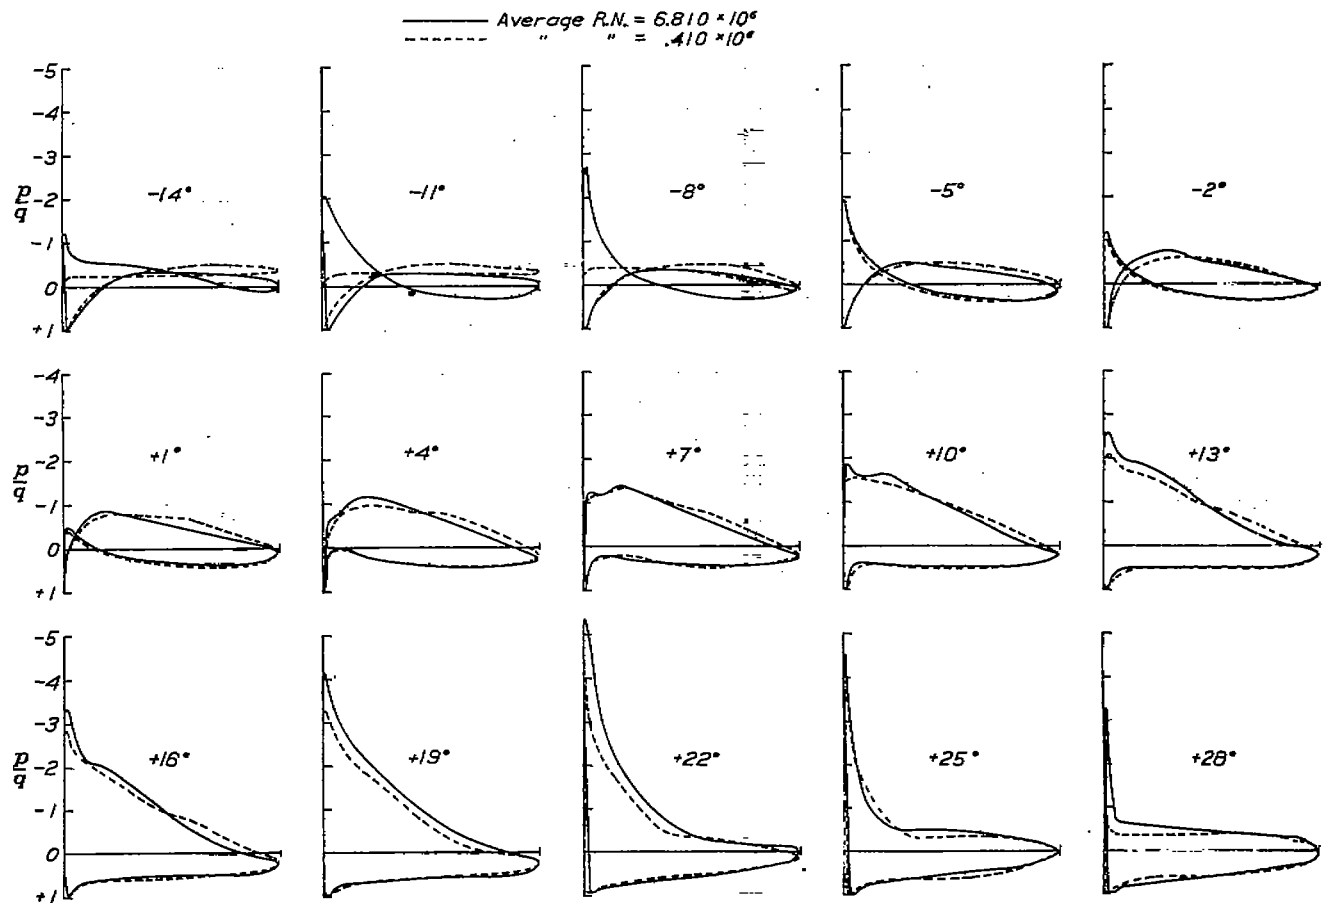 Average R.N. = 6.810 × 10⁶
" " = .410 × 10⁶
-5
-4
-3
-2
-1
0
+1
p/q
-14° -11° -8° -5° -2°
-4
-3
-2
-1
0
+1
p/q
+1° +4° +7° +10° +13°
-5
-4
-3
-2
-1
0
+1
p/q
+16° +19° +22° +25° +28°